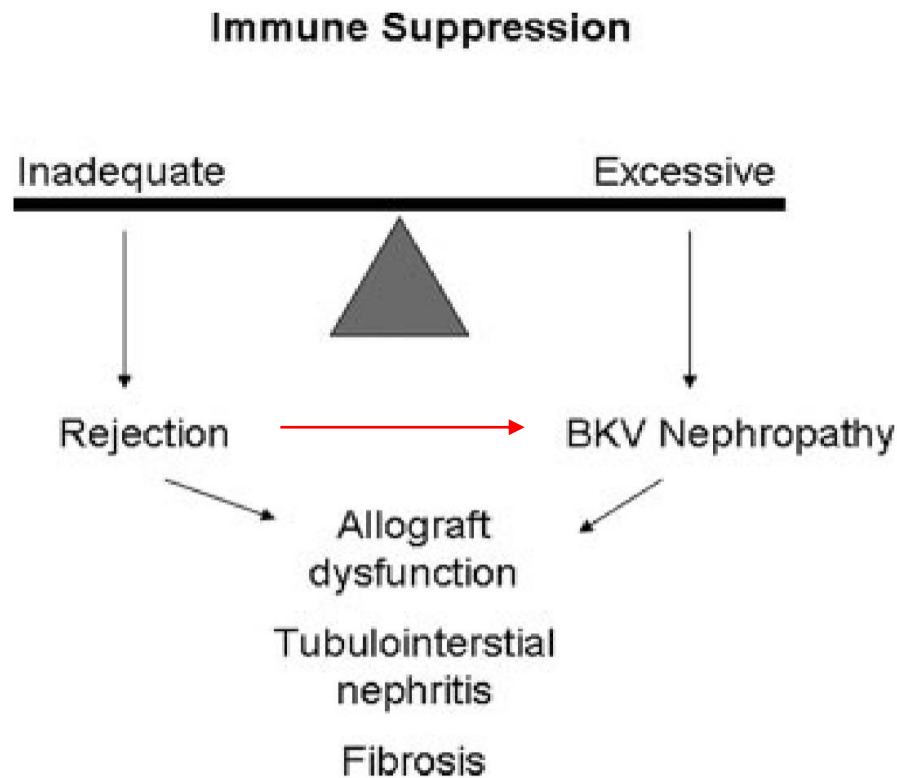 Immune Suppression
Inadequate
Excessive
Rejection
BKV Nephropathy
Allograft
dysfunction
Tubulointerstial
nephritis
Fibrosis